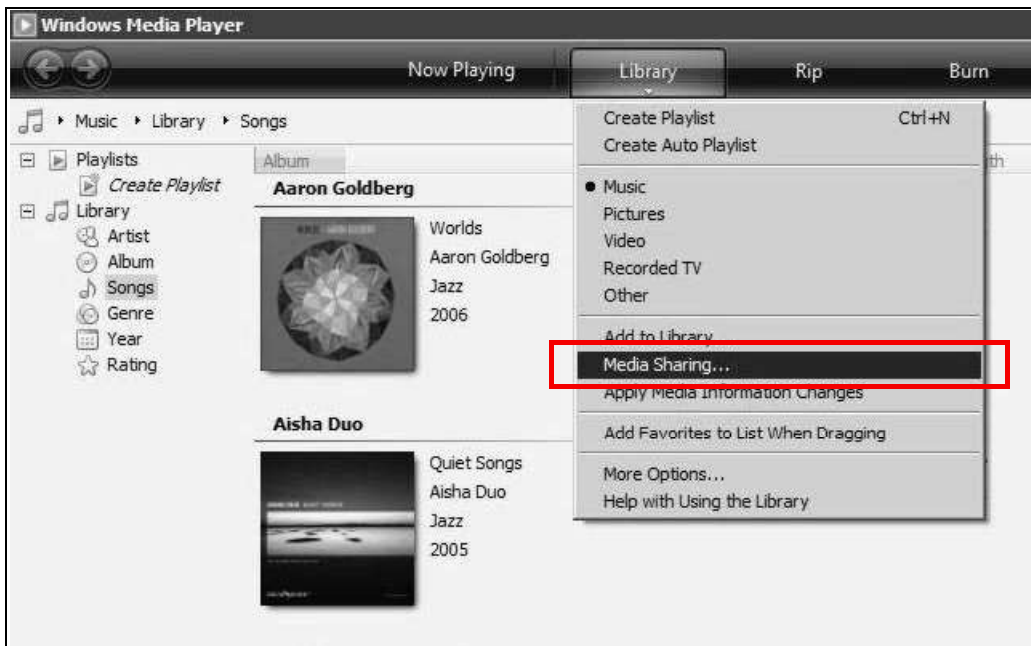 Windows Media Player
Now Playing Library Rip Burn
Music Library Songs
Playlists
Create Playlist
Library
Artist
Album
Songs
Genre
Year
Rating
Album
Aaron Goldberg
Worlds
Aaron Goldberg
Jazz
2006
Aisha Duo
Quiet Songs
Aisha Duo
Jazz
2005
Create Playlist Ctrl+N
Create Auto Playlist
Music
Pictures
Video
Recorded TV
Other
Add to Library
Media Sharing...
Apply Media Information Changes
Add Favorites to List When Dragging
More Options...
Help with Using the Library